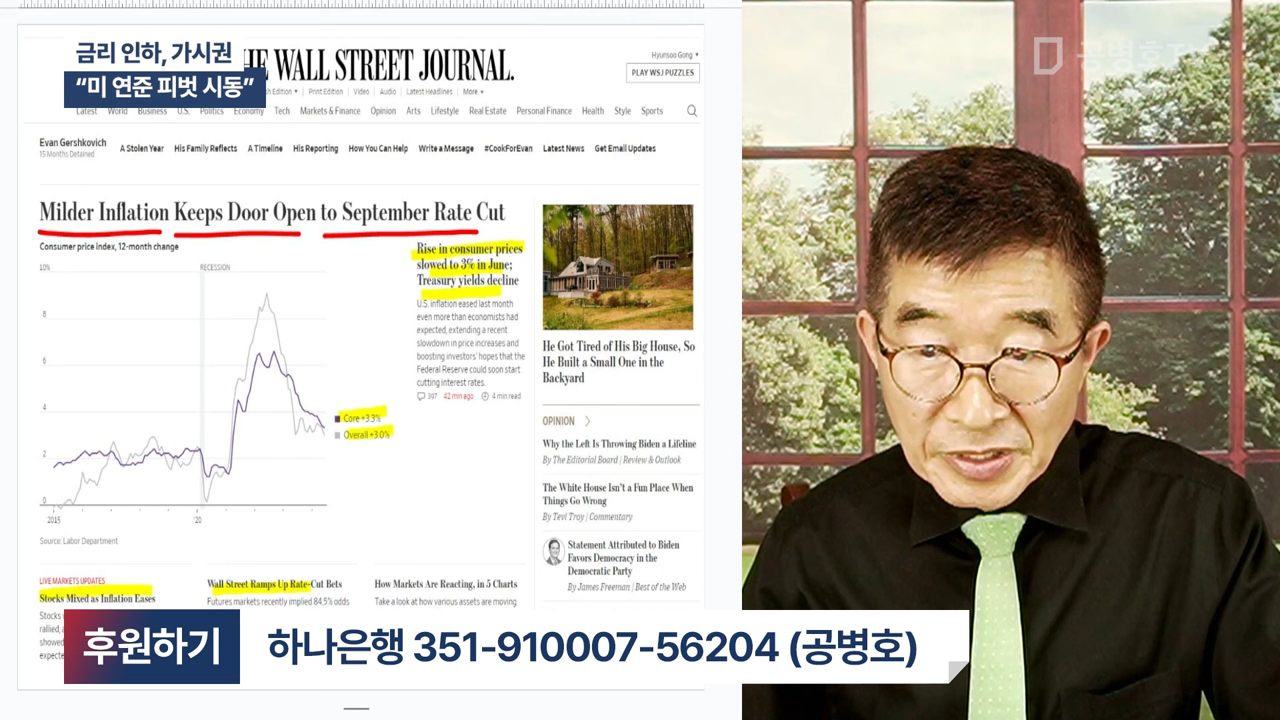 금리 인하, 가시권
“미 연준 피벗 시동”
THE WALL STREET JOURNAL.
Hyunsoo Gong
PLAY WSJ PUZZLES
Edition | Print Edition | Video | Audio | Latest Headlines | More
Latest World Business U.S. Politics Economy Tech Markets & Finance Opinion Arts Lifestyle Real Estate Personal Finance Health Style Sports
Evan Gershkovich
15 Months Detained
A Stolen Year His Family Reflects A Timeline His Reporting How You Can Help Write a Message #CookForEvan Latest News Get Email Updates
Milder Inflation Keeps Door Open to September Rate Cut
Consumer price index, 12-month change
10%
RECESSION
8
6
4
2
0
2015
'20
Core +3.3%
Overall +3.0%
Source: Labor Department
Rise in consumer prices
slowed to 3% in June;
Treasury yields decline
U.S. inflation eased last month
even more than economists had
expected, extending a recent
slowdown in price increases and
boosting investors' hopes that the
Federal Reserve could soon start
cutting interest rates.
397 42 min ago 4 min read
He Got Tired of His Big House, So
He Built a Small One in the
Backyard
OPINION
Why the Left Is Throwing Biden a Lifeline
By The Editorial Board | Review & Outlook
The White House Isn't a Fun Place When
Things Go Wrong
By Tevi Troy | Commentary
Statement Attributed to Biden
Favors Democracy in the
Democratic Party
By James Freeman | Best of the Web
LIVE MARKETS UPDATES
Stocks Mixed as Inflation Eases
Wall Street Ramps Up Rate-Cut Bets
Futures markets recently implied 84.5% odds
How Markets Are Reacting, in 5 Charts
Take a look at how various assets are moving
후원하기
하나은행 351-910007-56204 (공병호)